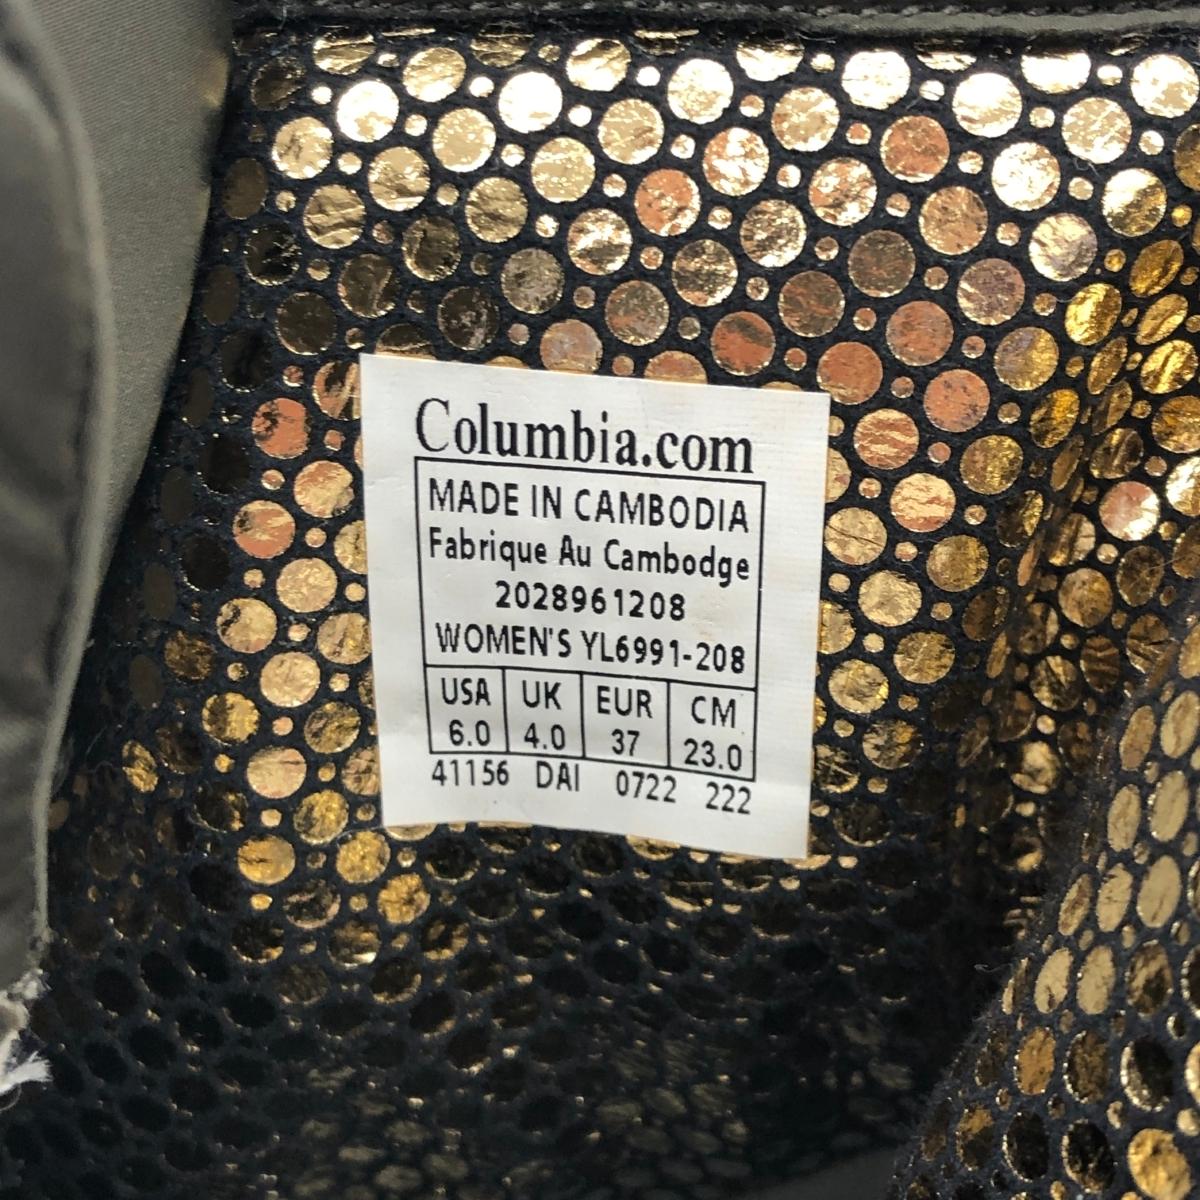 Columbia.com
MADE IN CAMBODIA
Fabrique Au Cambodge
2028961208
WOMEN'S YL6991-208
USA UK EUR CM
6.0 4.0 37 23.0
41156 DAI 0722 222